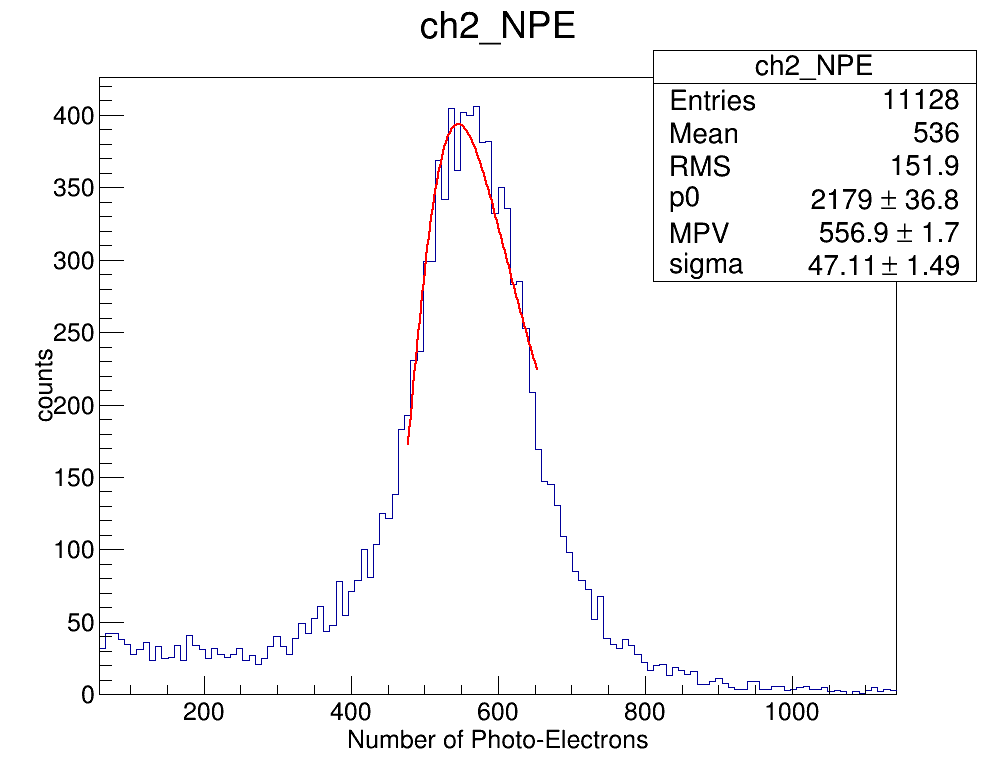 ch2_NPE
ch2_NPE
Entries 11128
Mean 536
RMS 151.9
p0 2179 ± 36.8
MPV 556.9 ± 1.7
sigma 47.11 ± 1.49
400
350
300
250
200
150
100
50
0
counts
200 400 600 800 1000
Number of Photo-Electrons